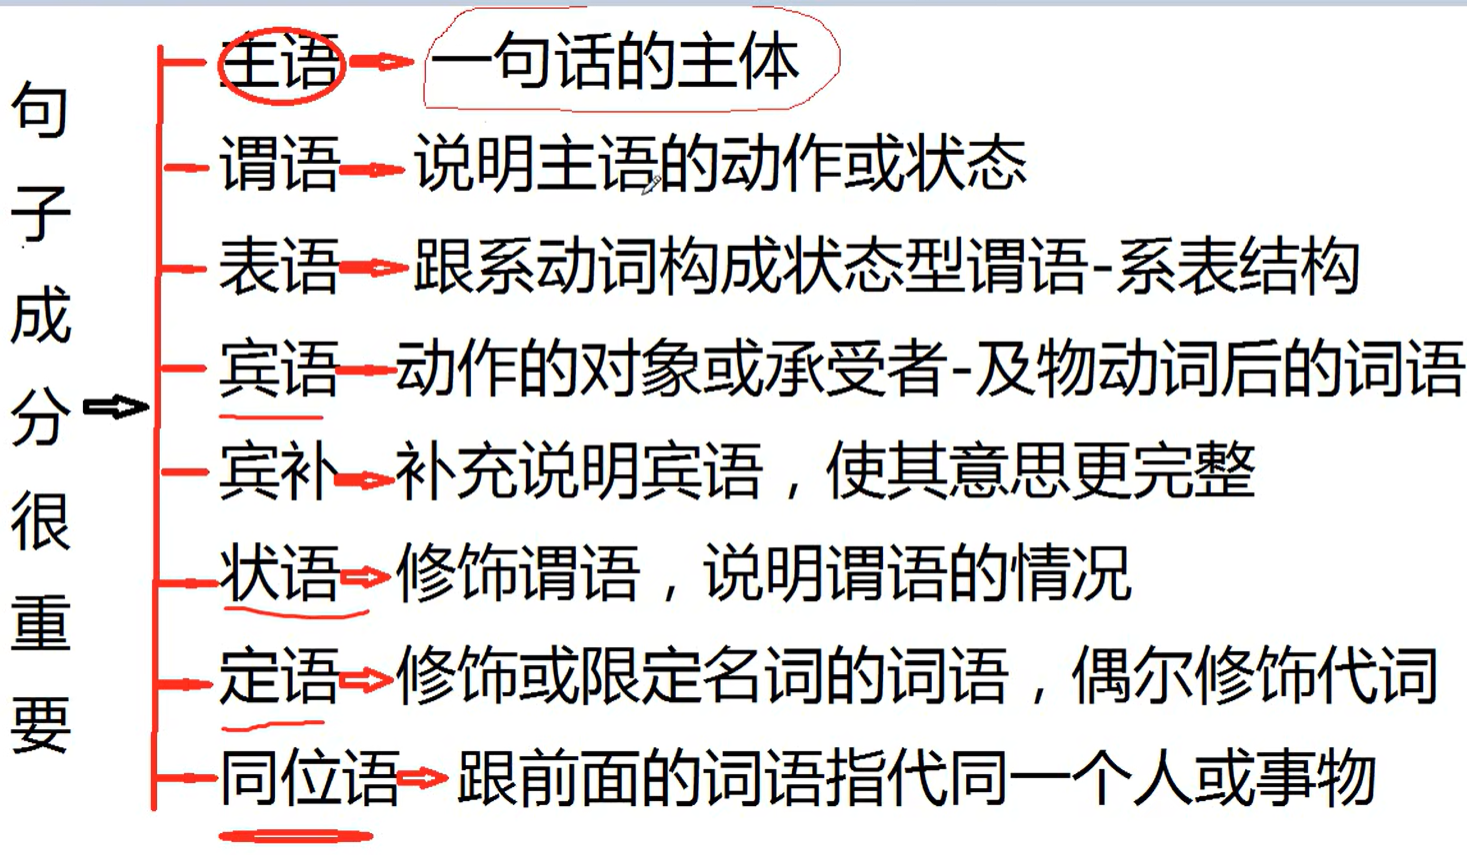 句子成分很重要
主语 一句话的主体
谓语 说明主语的动作或状态
表语 跟系动词构成状态型谓语-系表结构
宾语 动作的对象或承受者-及物动词后的词语
宾补 补充说明宾语，使其意思更完整
状语 修饰谓语，说明谓语的情况
定语 修饰或限定名词的词语，偶尔修饰代词
同位语 跟前面的词语指代同一个人或事物